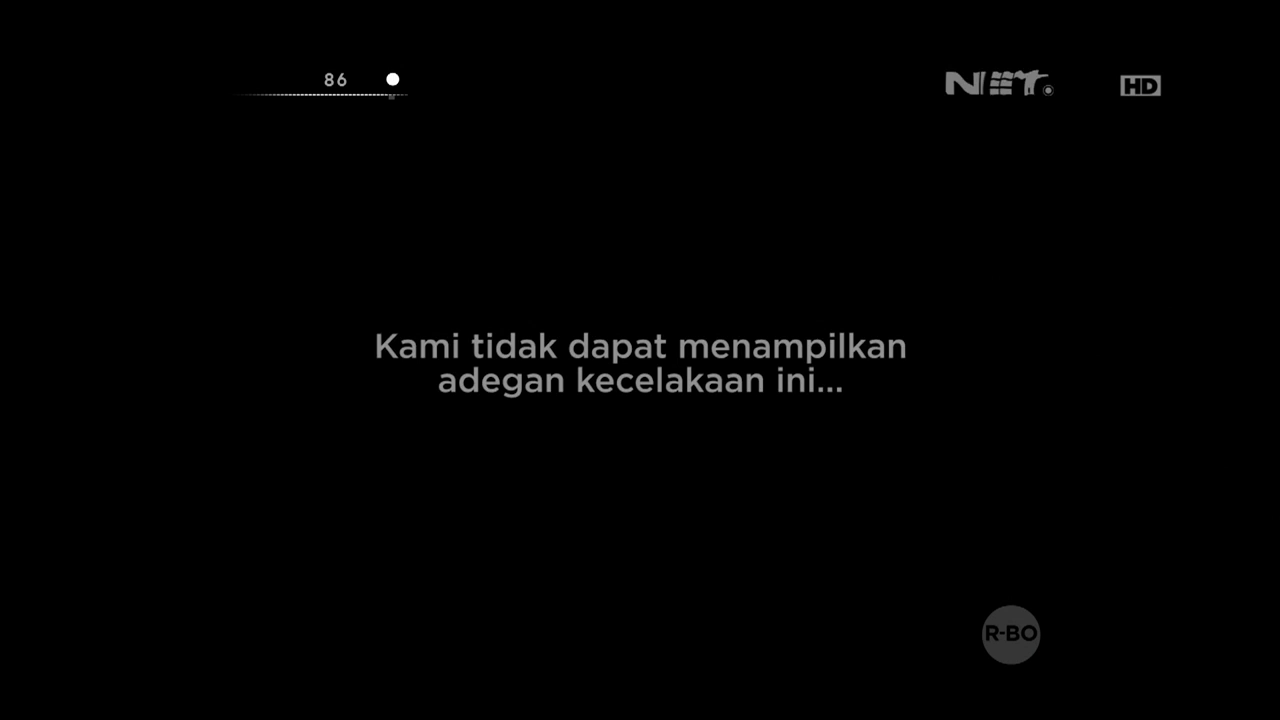 86
NET.
HD
Kami tidak dapat menampilkan
adegan kecelakaan ini...
R-BO